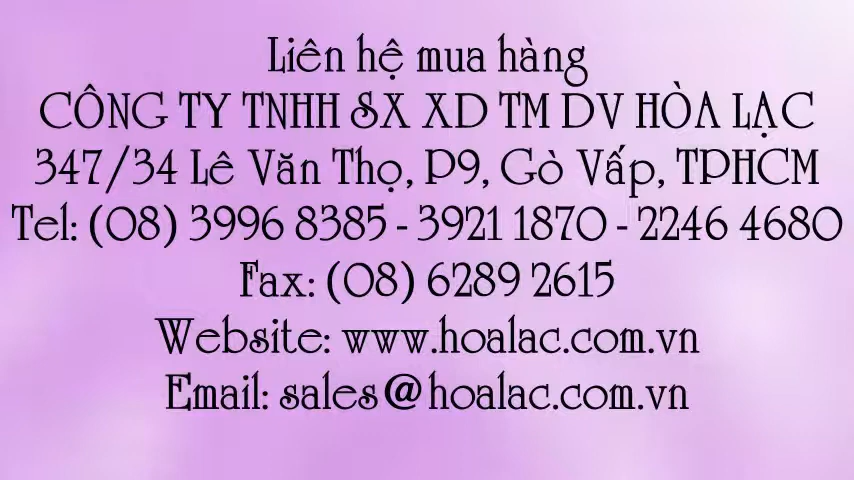 Liên hệ mua hàng
CÔNG TY TNHH SX XD TM DV HÒA LẠC
347/34 Lê Văn Thọ, P9, Gò Vấp, TPHCM
Tel: (08) 3996 8385 - 3921 1870 - 2246 4680
Fax: (08) 6289 2615
Website: www.hoalac.com.vn
Email: sales@hoalac.com.vn